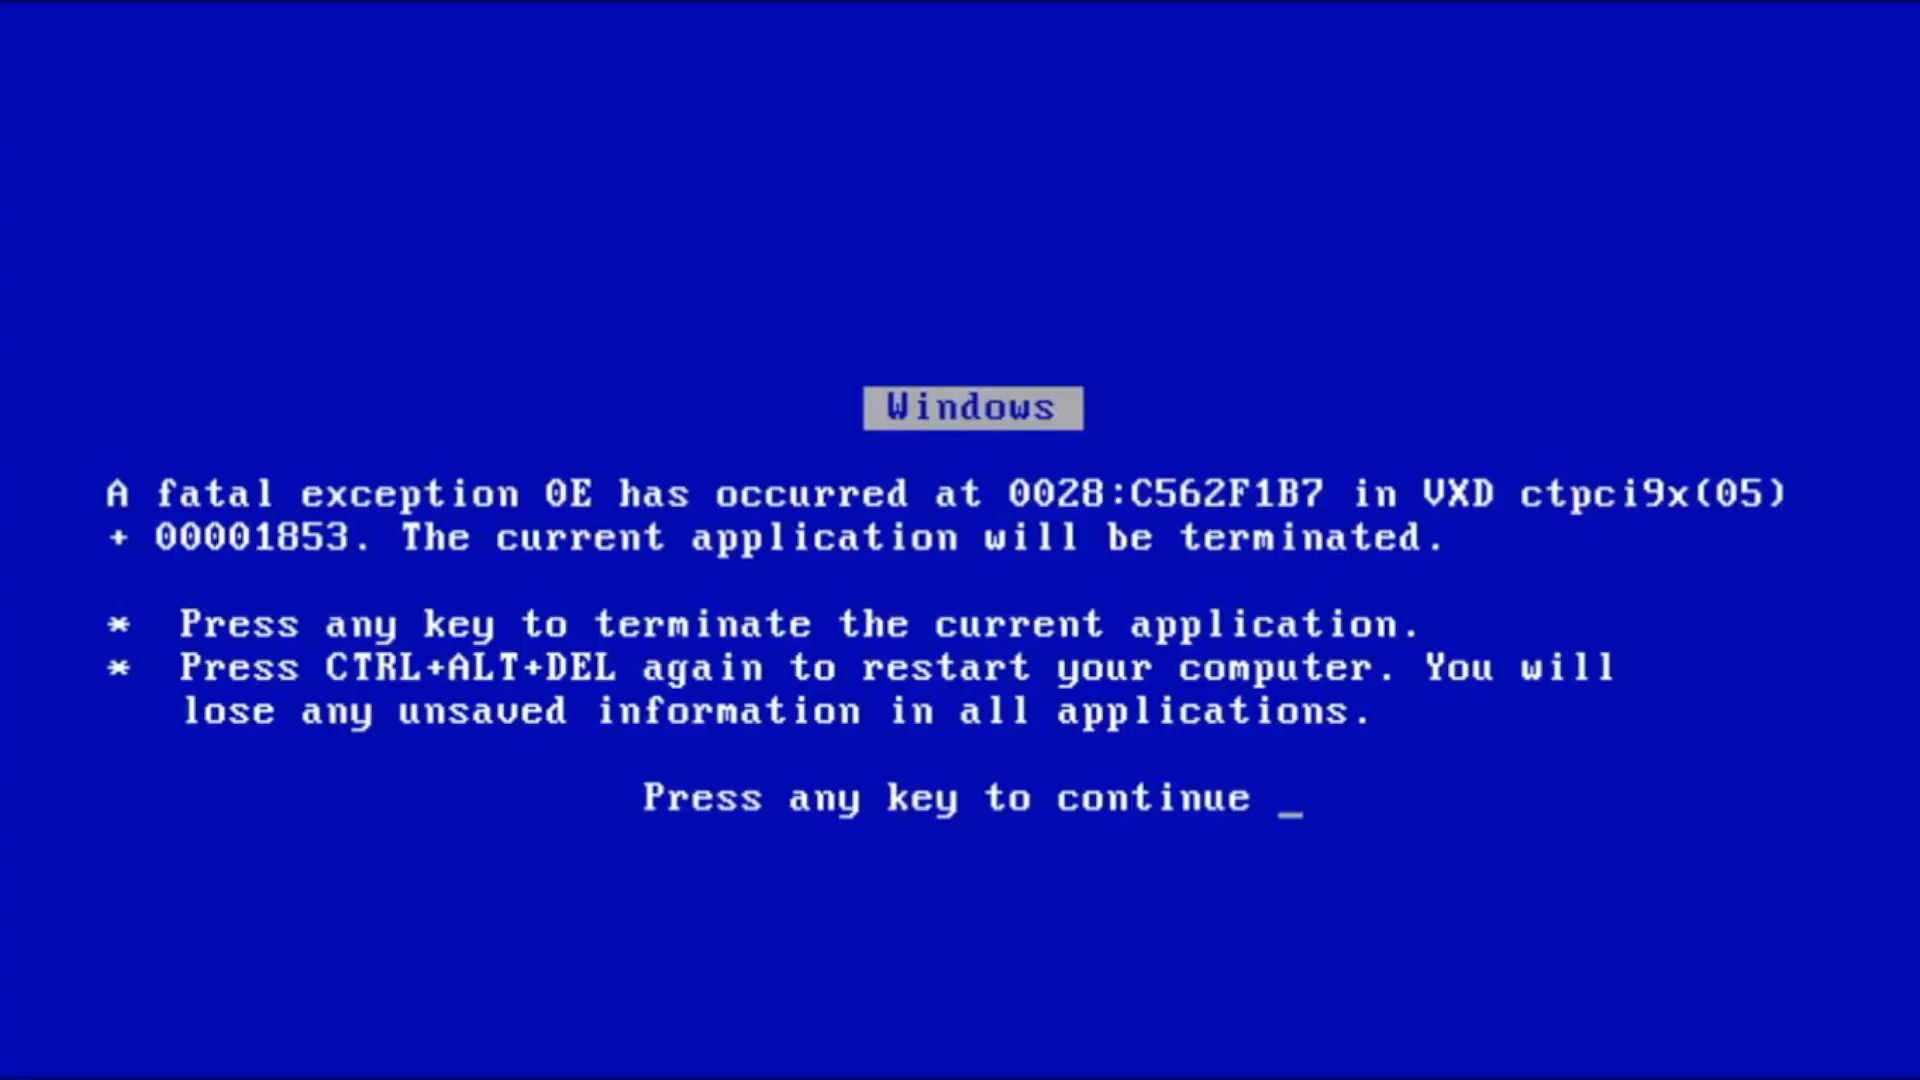 Windows
A fatal exception 0E has occurred at 0028:C562F1B7 in VXD ctpci9x(05)
+ 00001853. The current application will be terminated.
* Press any key to terminate the current application.
* Press CTRL+ALT+DEL again to restart your computer. You will
lose any unsaved information in all applications.
Press any key to continue _